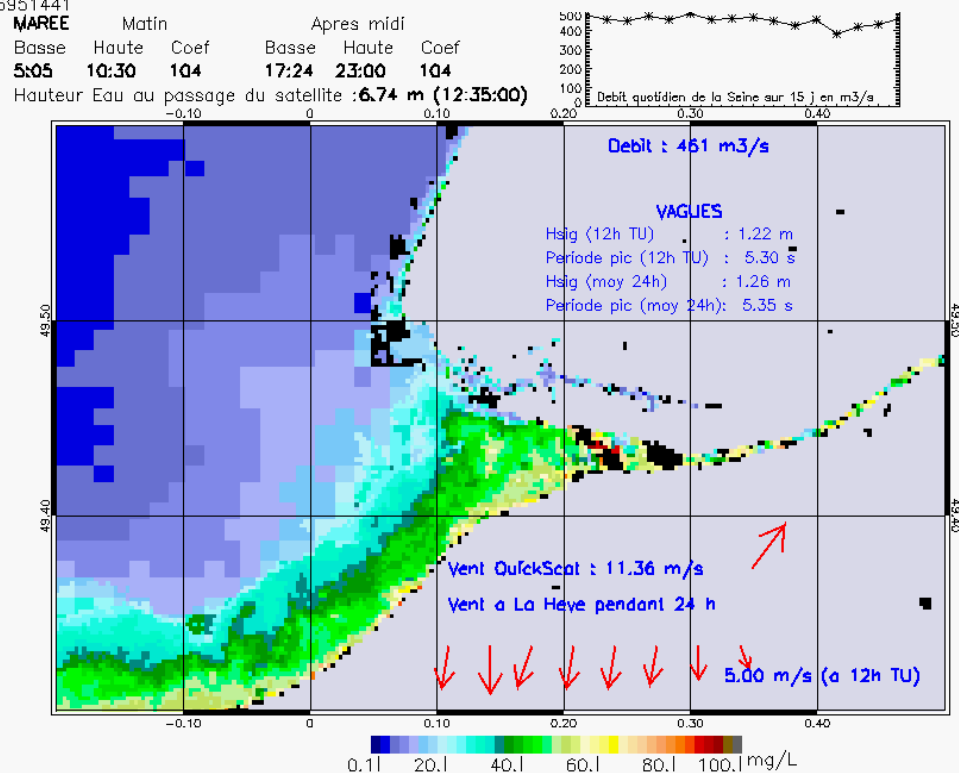 5951441
MAREE Matin Apres midi
Basse Haute Coef Basse Haute Coef
5:05 10:30 104 17:24 23:00 104
Hauteur Eau au passage du satellite :6.74 m (12:35:00)
500
400
300
200
100
0
Debit quotidien de la Seine sur 15 j en m3/s
-0.10 0 0.10 0.20 0.30 0.40
Debit : 461 m3/s
VAGUES
Hsig (12h TU) : 1.22 m
Periode pic (12h TU) : 5.30 s
Hsig (moy 24h) : 1.26 m
Periode pic (moy 24h): 5.35 s
49.50 49.50
49.40 49.40
Vent QuickScat : 11.36 m/s
Vent a La Heve pendant 24 h
5.00 m/s (a 12h TU)
-0.10 0 0.10 0.20 0.30 0.40
0.1 20. 40. 60. 80. 100. mg/L